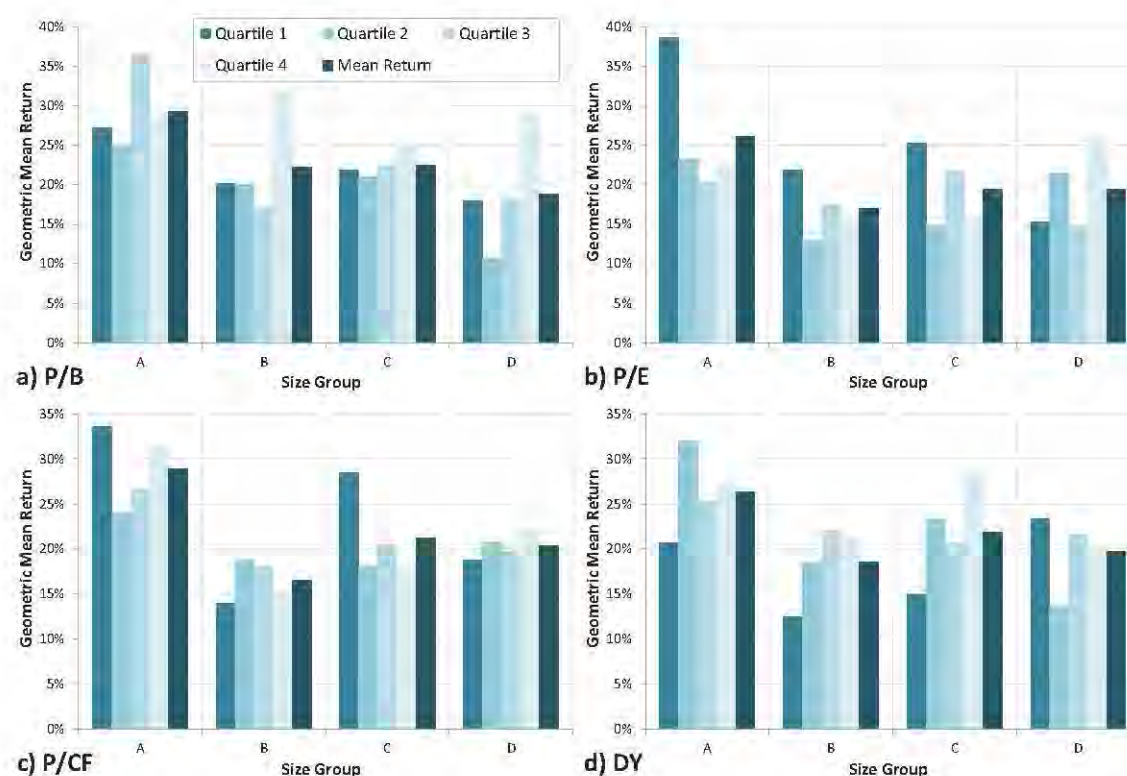 40%
35%
30%
25%
20%
15%
10%
5%
0%
Geometric Mean Return
Quartile 1 Quartile 2 Quartile 3
Quartile 4 Mean Return
A B C D
Size Group
a) P/B
40%
35%
30%
25%
20%
15%
10%
5%
0%
Geometric Mean Return
A B C D
Size Group
b) P/E
35%
30%
25%
20%
15%
10%
5%
0%
Geometric Mean Return
A B C D
Size Group
c) P/CF
35%
30%
25%
20%
15%
10%
5%
0%
Geometric Mean Return
A B C D
Size Group
d) DY